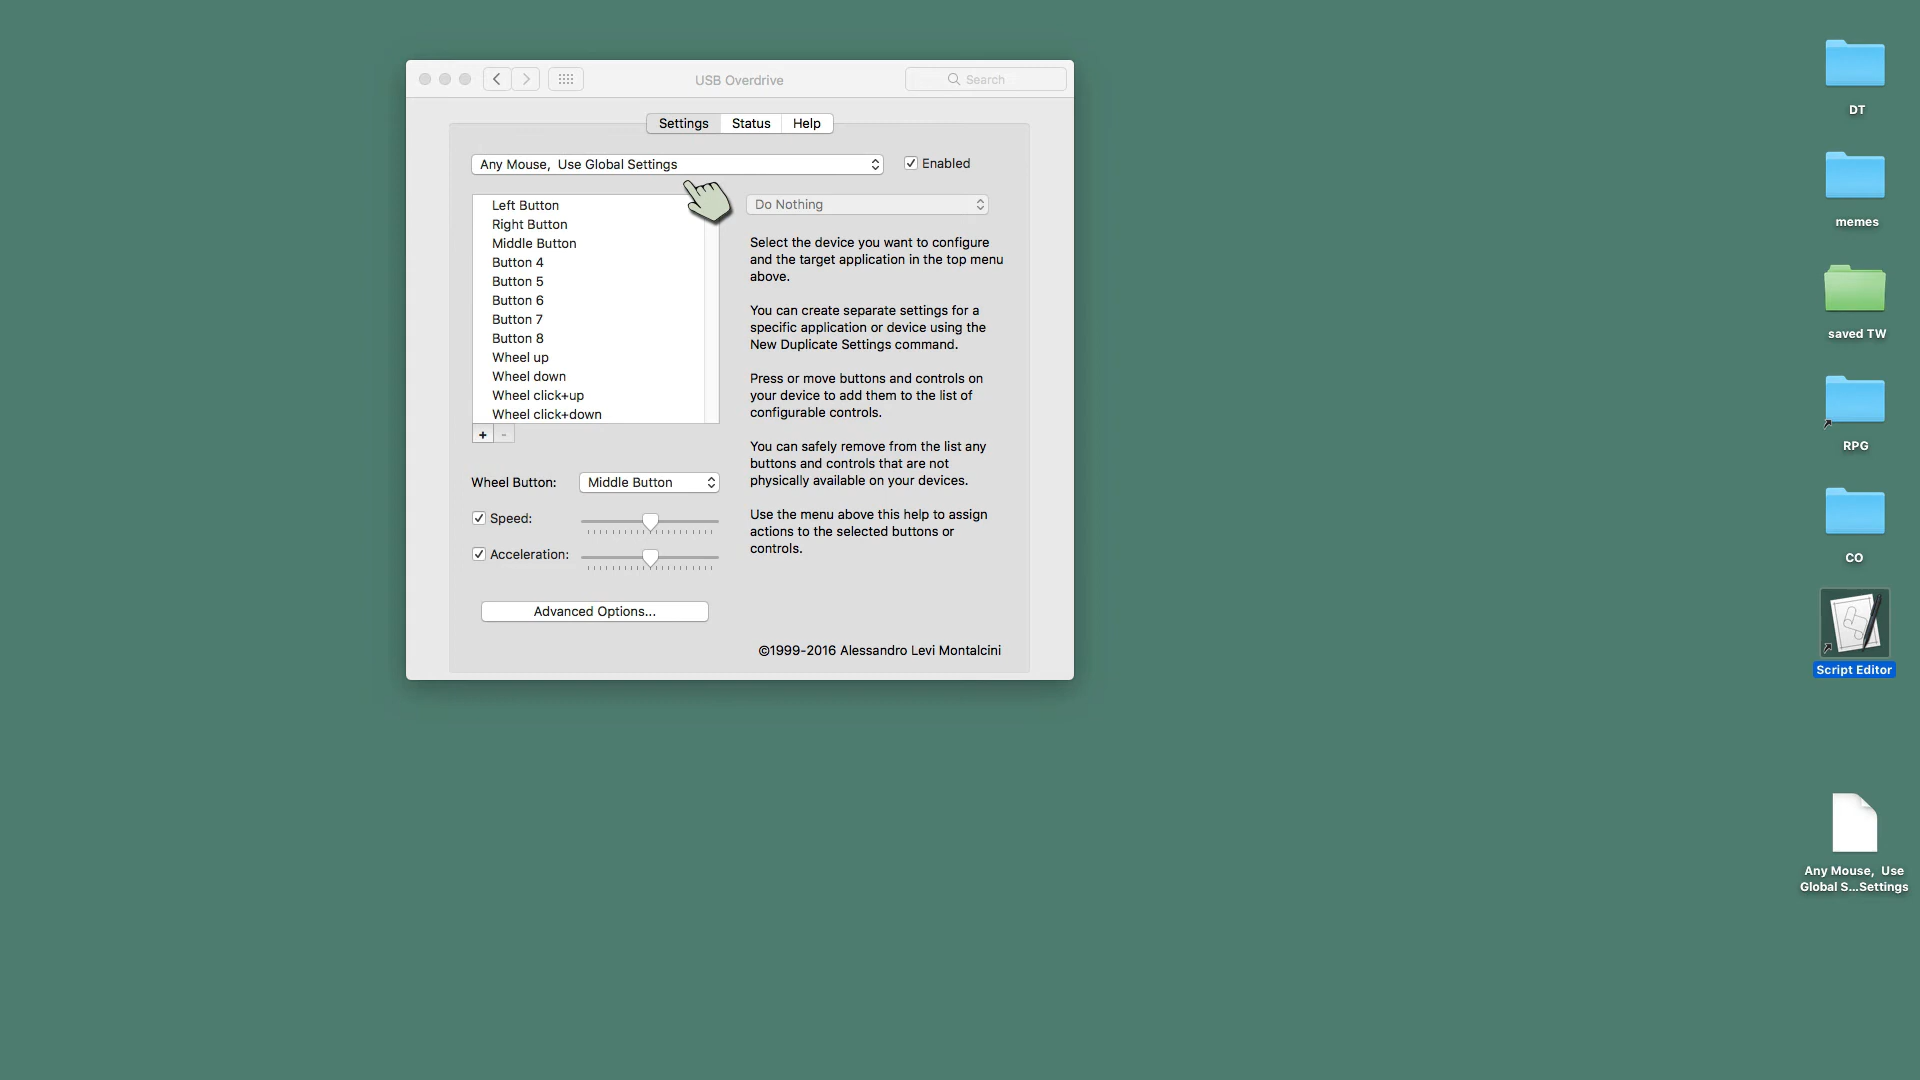 USB Overdrive
Search
Settings
Status
Help
Any Mouse,  Use Global Settings
Enabled
Left Button
Right Button
Middle Button
Button 4
Button 5
Button 6
Button 7
Button 8
Wheel up
Wheel down
Wheel click+up
Wheel click+down
+
-
Wheel Button:
Middle Button
Speed:
Acceleration:
Advanced Options...
Do Nothing
Select the device you want to configure
and the target application in the top menu
above.
You can create separate settings for a
specific application or device using the
New Duplicate Settings command.
Press or move buttons and controls on
your device to add them to the list of
configurable controls.
You can safely remove from the list any
buttons and controls that are not
physically available on your devices.
Use the menu above this help to assign
actions to the selected buttons or
controls.
©1999-2016 Alessandro Levi Montalcini
DT
memes
saved TW
RPG
CO
Script Editor
Any Mouse,  Use
Global S...Settings